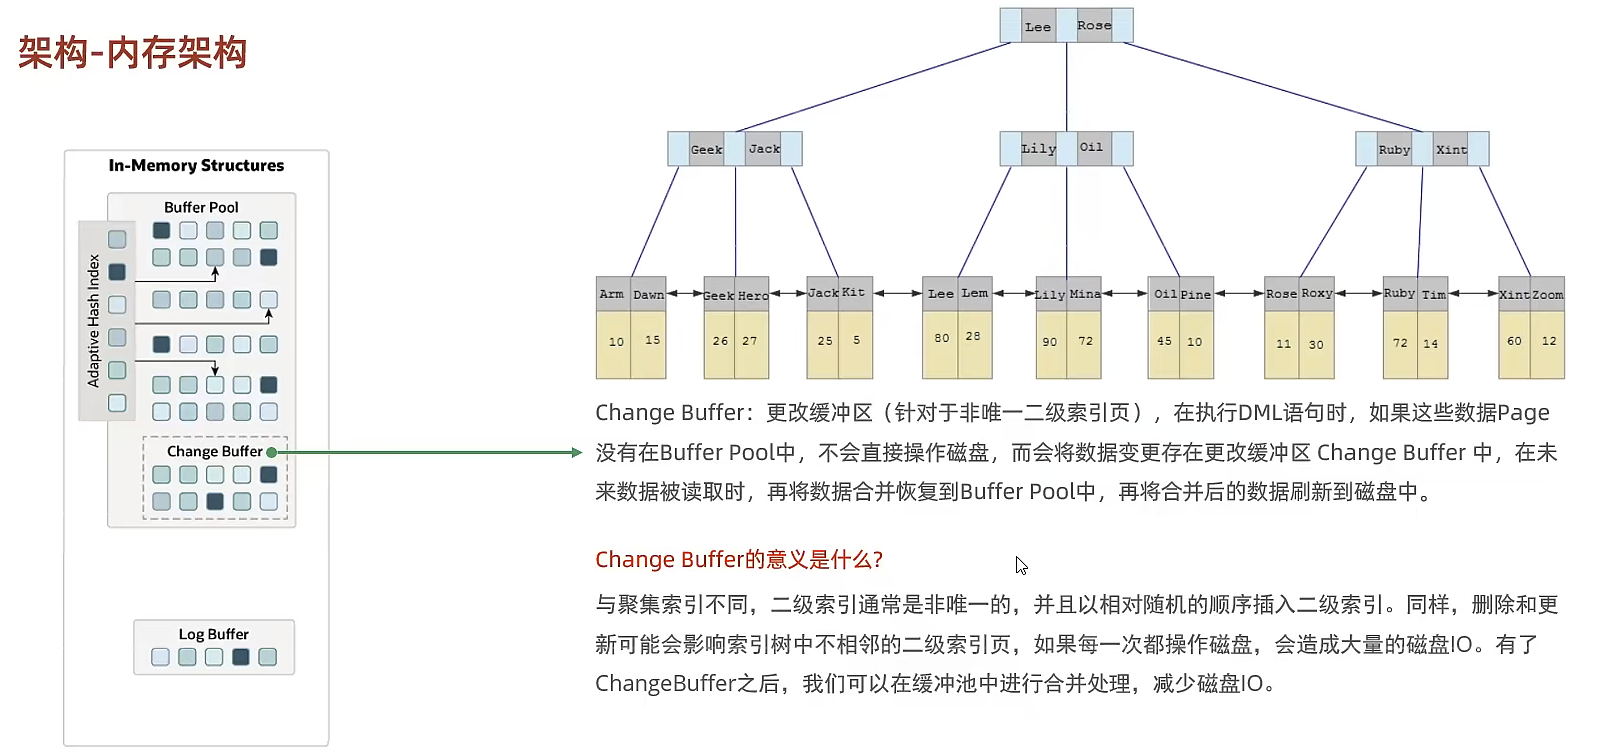 架构-内存架构
In-Memory Structures
Buffer Pool
Adaptive Hash Index
Change Buffer
Log Buffer
Lee Rose
Geek Jack
Lily Oil
Ruby Xint
Arm Dawn Geek Hero Jack Kit Lee Lem Lily Mina Oil Pine Rose Roxy Ruby Tim Xint Zoom
10 15 26 27 25 5 80 28 90 72 45 10 11 30 72 14 60 12
Change Buffer：更改缓冲区（针对于非唯一二级索引页），在执行DML语句时，如果这些数据Page
没有在Buffer Pool中，不会直接操作磁盘，而会将数据变更存在更改缓冲区 Change Buffer 中，在未
来数据被读取时，再将数据合并恢复到Buffer Pool中，再将合并后的数据刷新到磁盘中。
Change Buffer的意义是什么?
与聚集索引不同，二级索引通常是非唯一的，并且以相对随机的顺序插入二级索引。同样，删除和更
新可能会影响索引树中不相邻的二级索引页，如果每一次都操作磁盘，会造成大量的磁盘IO。有了
ChangeBuffer之后，我们可以在缓冲池中进行合并处理，减少磁盘IO。